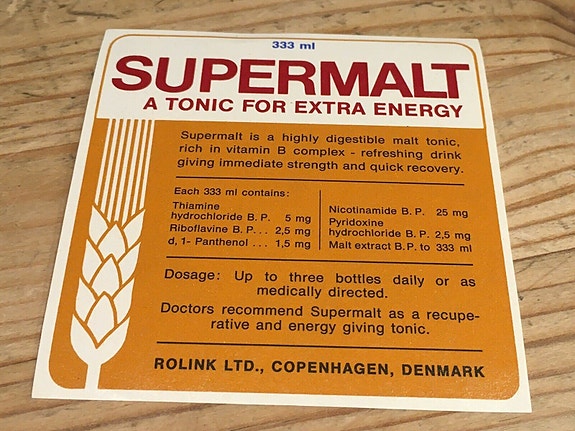 333 ml
SUPERMALT
A TONIC FOR EXTRA ENERGY
Supermalt is a highly digestible malt tonic,
rich in vitamin B complex - refreshing drink
giving immediate strength and quick recovery.
Each 333 ml contains:
Thiamine
hydrochloride B. P. 5 mg
Riboflavine B. P. . . 2,5 mg
d, 1- Panthenol . . . 1,5 mg
Nicotinamide B. P. 25 mg
Pyridoxine
hydrochloride B. P. 2,5 mg
Malt extract B. P. to 333 ml
Dosage: Up to three bottles daily or as
medically directed.
Doctors recommend Supermalt as a recupe-
rative and energy giving tonic.
ROLINK LTD., COPENHAGEN, DENMARK